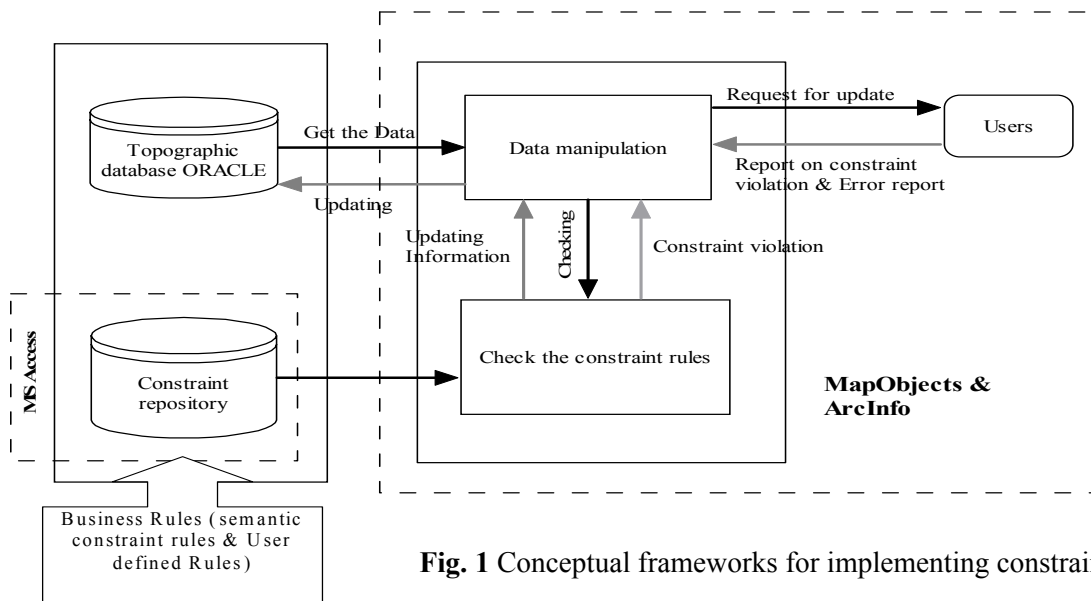 Topographic
database ORACLE
Get the Data
Updating
Data manipulation
Request for update
Users
Report on constraint
violation & Error report
Updating
Information
Checking
Constraint violation
MS Access
Constraint
repository
Check the constraint rules
MapObjects &
ArcInfo
Business Rules (semantic
constraint rules & User
defined Rules)
Fig. 1 Conceptual frameworks for implementing